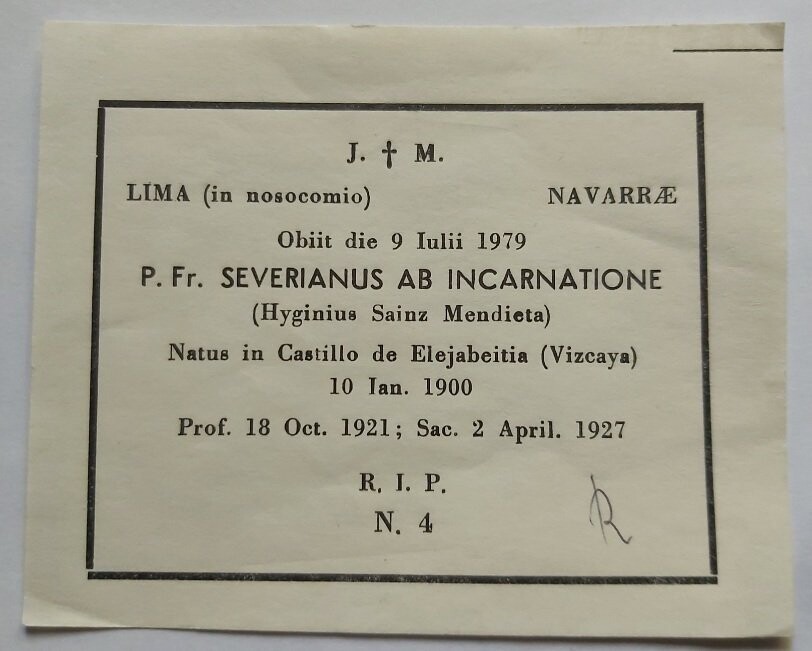 J. † M.
LIMA (in nosocomio) NAVARRÆ
Obiit die 9 Iulii 1979
P. Fr. SEVERIANUS AB INCARNATIONE
(Hyginius Sainz Mendieta)
Natus in Castillo de Elejabeitia (Vizcaya)
10 Ian. 1900
Prof. 18 Oct. 1921; Sac. 2 April. 1927
R. I. P.
N. 4
R